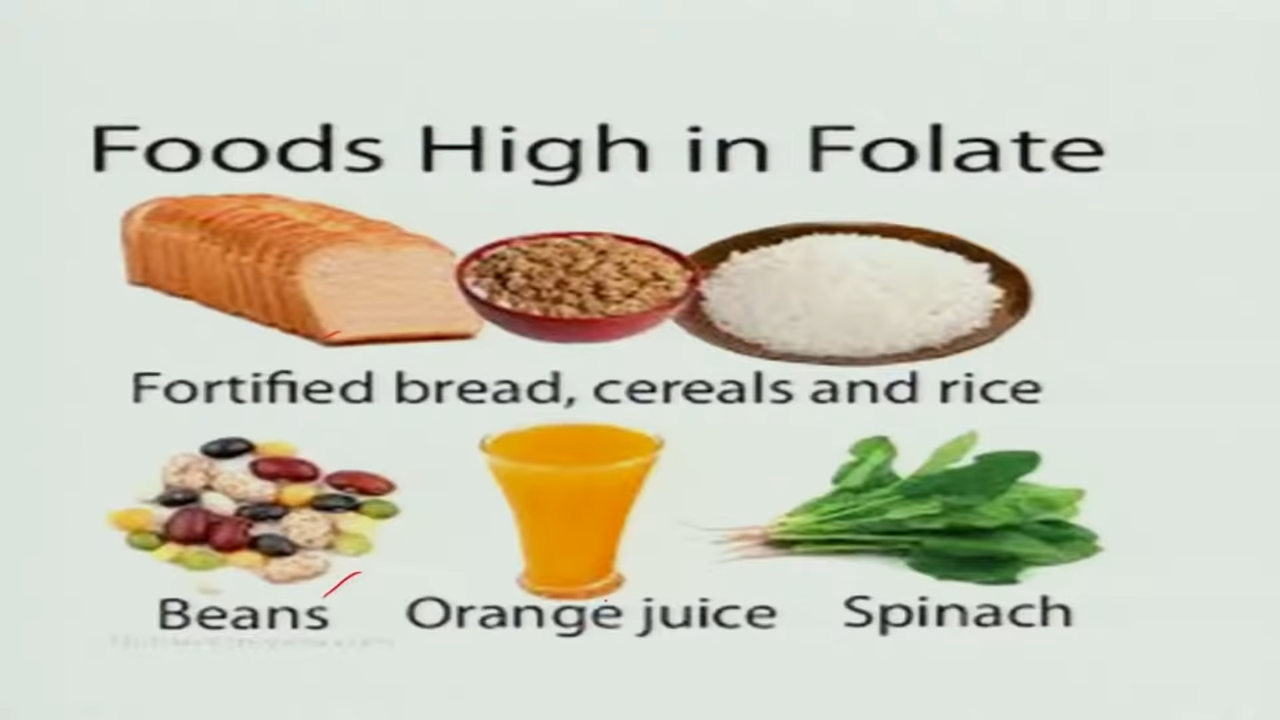 Foods High in Folate
Fortified bread, cereals and rice
Beans
Orange juice
Spinach